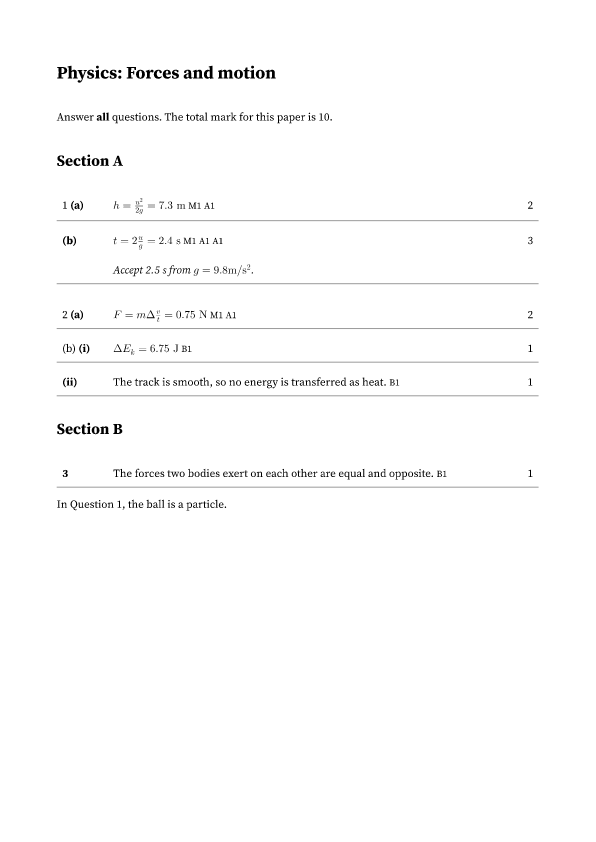 Physics: Forces and motion
Answer all questions. The total mark for this paper is 10.
Section A
1 (a) h = u²/2g = 7.3 m M1 A1 2
(b) t = 2 u/g = 2.4 s M1 A1 A1 3
Accept 2.5 s from g = 9.8m/s².
2 (a) F = mΔ v/t = 0.75 N M1 A1 2
(b) (i) ΔEₖ = 6.75 J B1 1
(ii) The track is smooth, so no energy is transferred as heat. B1 1
Section B
3 The forces two bodies exert on each other are equal and opposite. B1 1
In Question 1, the ball is a particle.